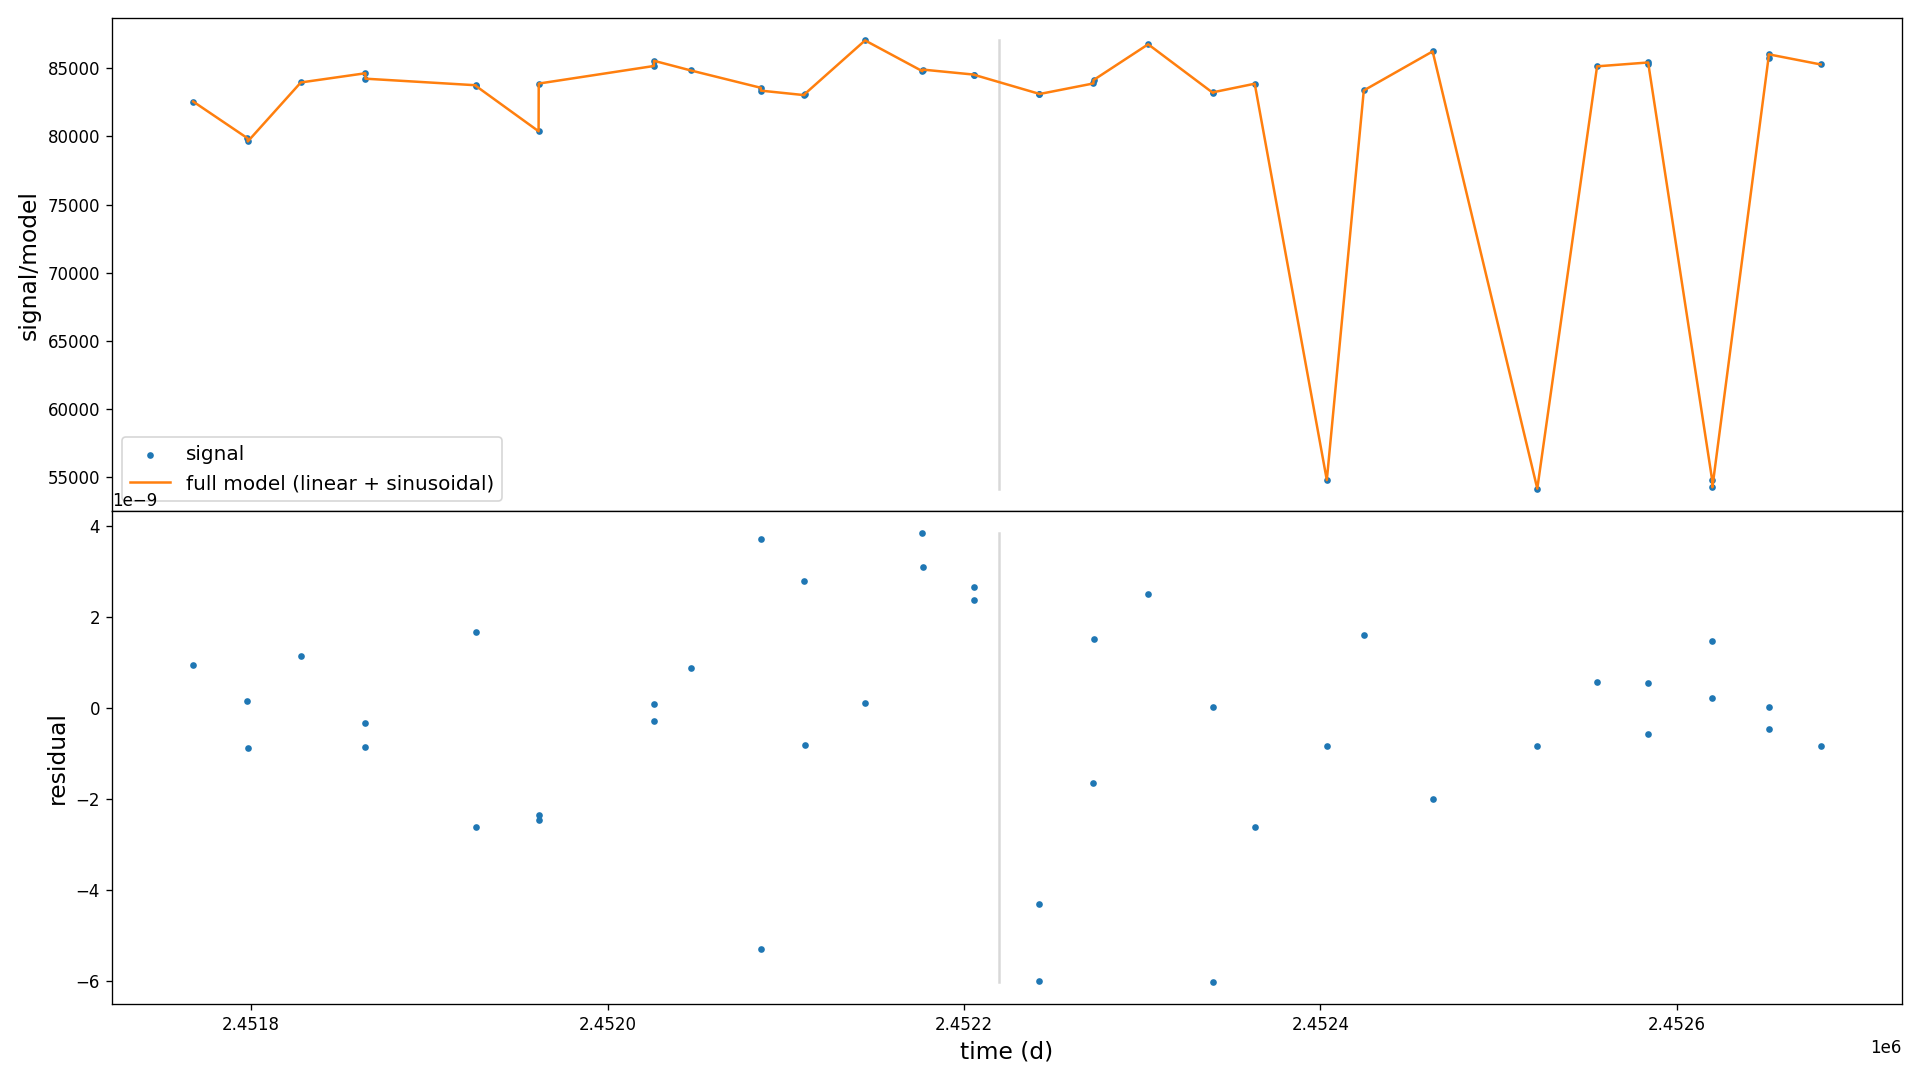 85000
80000
75000
70000
65000
60000
55000
signal/model
signal
full model (linear + sinusoidal)
1e−9
4
2
0
−2
−4
−6
residual
2.4518
2.4520
2.4522
2.4524
2.4526
time (d)
1e6